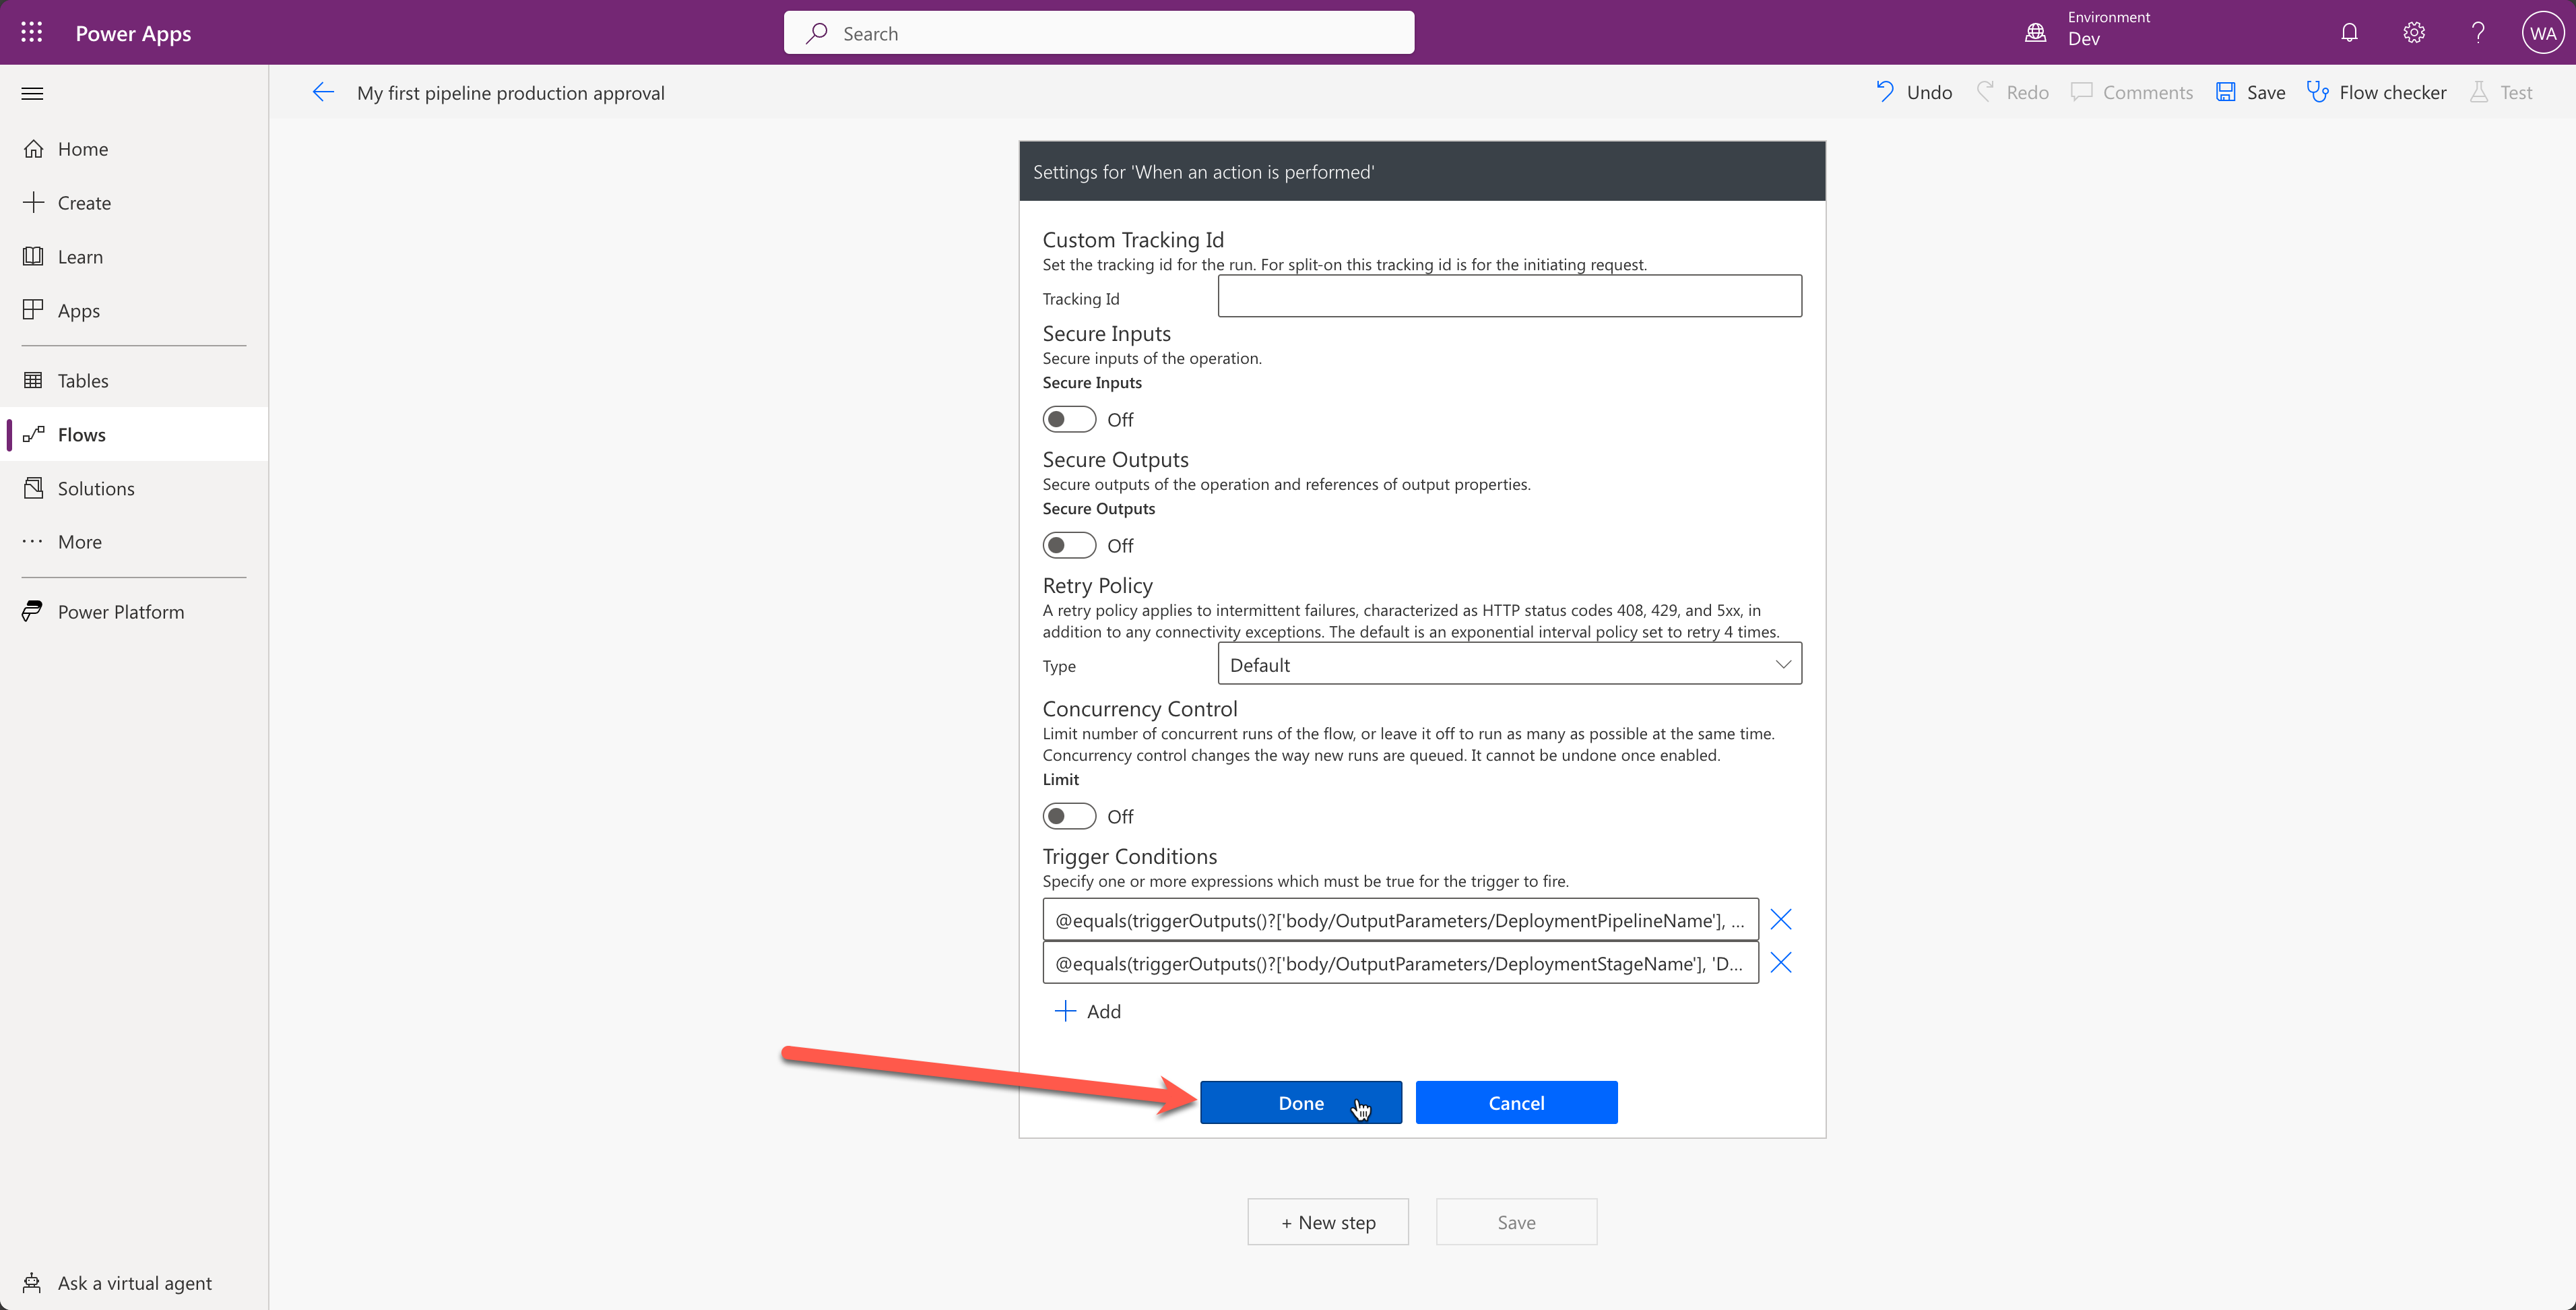 Power Apps
Search
Environment
Dev
WA
My first pipeline production approval
Undo
Redo
Comments
Save
Flow checker
Test
Home
Create
Learn
Apps
Tables
Flows
Solutions
More
Power Platform
Ask a virtual agent
Settings for 'When an action is performed'
Custom Tracking Id
Set the tracking id for the run. For split-on this tracking id is for the initiating request.
Tracking Id
Secure Inputs
Secure inputs of the operation.
Secure Inputs
Off
Secure Outputs
Secure outputs of the operation and references of output properties.
Secure Outputs
Off
Retry Policy
A retry policy applies to intermittent failures, characterized as HTTP status codes 408, 429, and 5xx, in
addition to any connectivity exceptions. The default is an exponential interval policy set to retry 4 times.
Type
Default
Concurrency Control
Limit number of concurrent runs of the flow, or leave it off to run as many as possible at the same time.
Concurrency control changes the way new runs are queued. It cannot be undone once enabled.
Limit
Off
Trigger Conditions
Specify one or more expressions which must be true for the trigger to fire.
@equals(triggerOutputs()?['body/OutputParameters/DeploymentPipelineName'], ...
@equals(triggerOutputs()?['body/OutputParameters/DeploymentStageName'], 'D...
Add
Done
Cancel
+ New step
Save